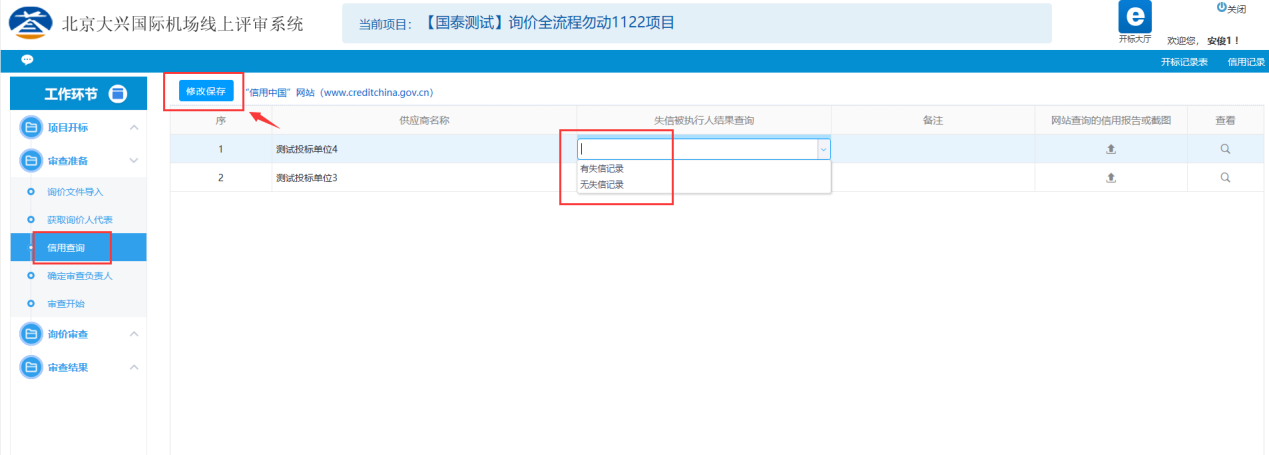 北京大兴国际机场线上评审系统
当前项目：【国泰测试】询价全流程勿动1122项目
开标大厅
关闭
欢迎您，安俊1！
开标记录表 信用记录
工作环节
项目开标
审查准备
询价文件导入
获取询价人代表
信用查询
确定审查负责人
审查开始
询价审查
审查结果
修改保存 “信用中国”网站（www.creditchina.gov.cn）
序 供应商名称 失信被执行人结果查询 备注 网站查询的信用报告或截图 查看
1 测试投标单位4
有失信记录
无失信记录
2 测试投标单位3